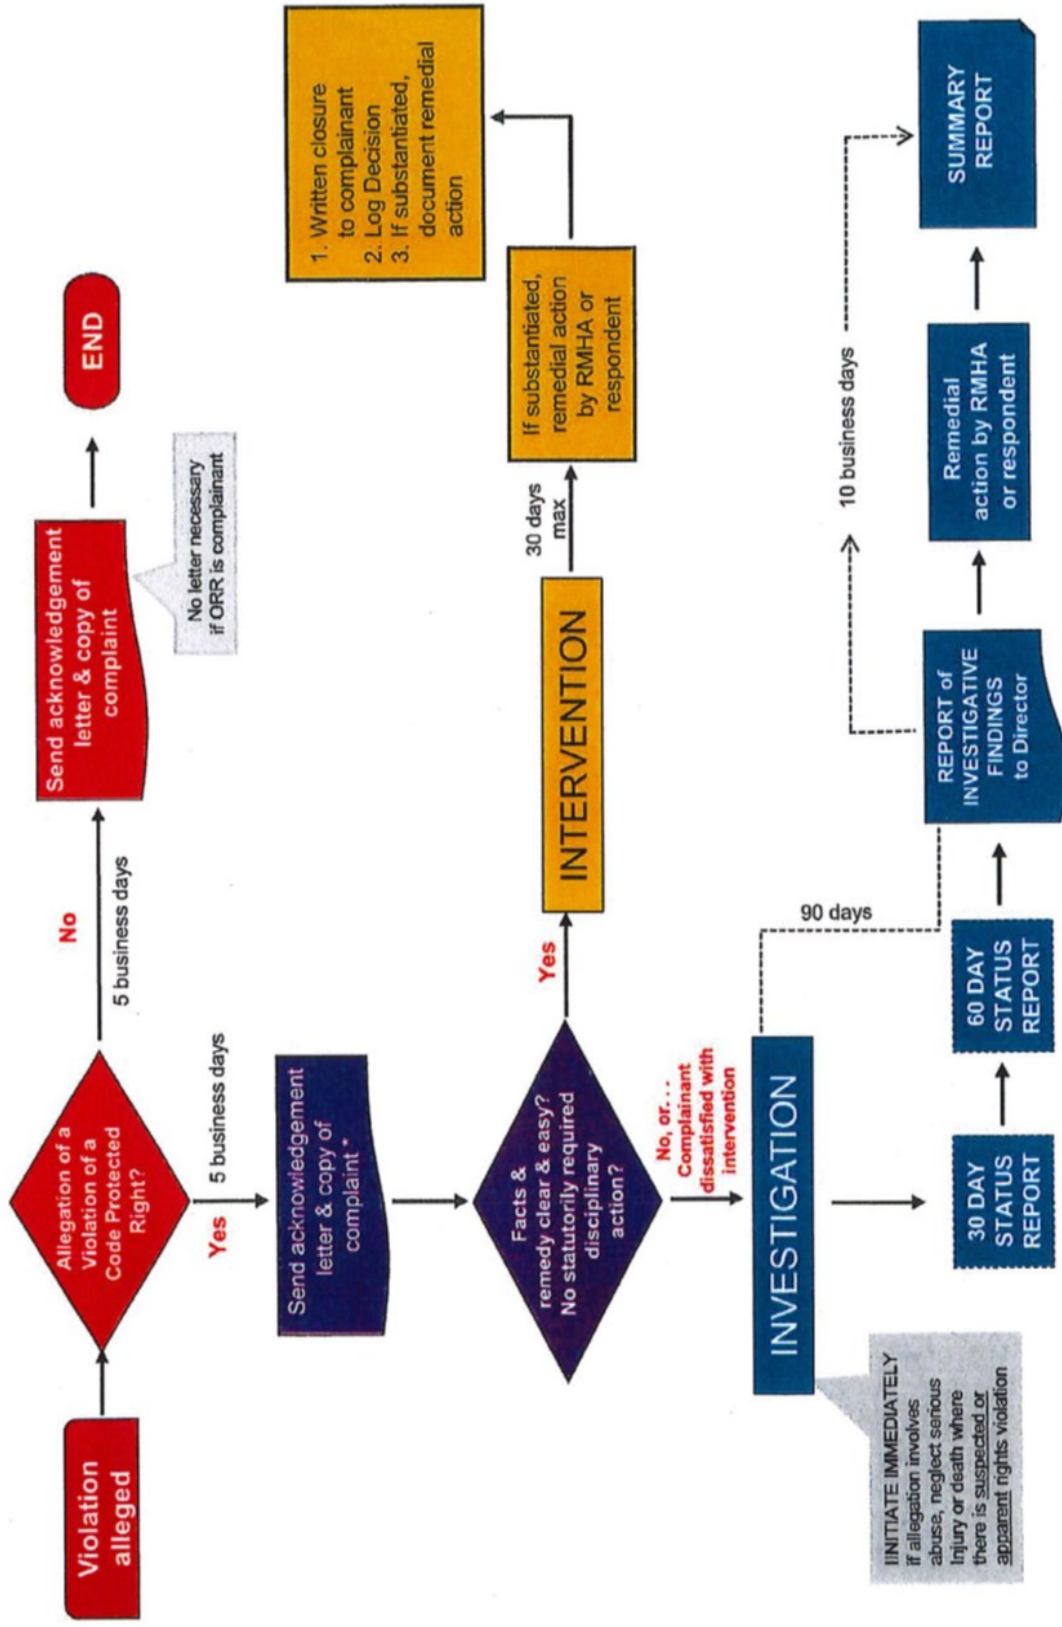 Violation
alleged
Allegation of a
Violation of a
Code Protected
Right?
No
5 business days
Send acknowledgement
letter & copy of
complaint
END
No letter necessary
if ORR is complainant
Yes
5 business days
Send acknowledgement
letter & copy of
complaint*
Facts &
remedy clear & easy?
No statutorily required
disciplinary
action?
Yes
INTERVENTION
30 days
max
If substantiated,
remedial action
by RMHA or
respondent
1. Written closure
to complainant
2. Log Decision
3. If substantiated,
document remedial
action
No, or...
Complainant
dissatisfied with
intervention
INVESTIGATION
IINITIATE IMMEDIATELY
if allegation involves
abuse, neglect serious
Injury or death where
there is suspected or
apparent rights violation
90 days
30 DAY
STATUS
REPORT
60 DAY
STATUS
REPORT
REPORT of
INVESTIGATIVE
FINDINGS
to Director
10 business days
Remedial
action by RMHA
or respondent
SUMMARY
REPORT